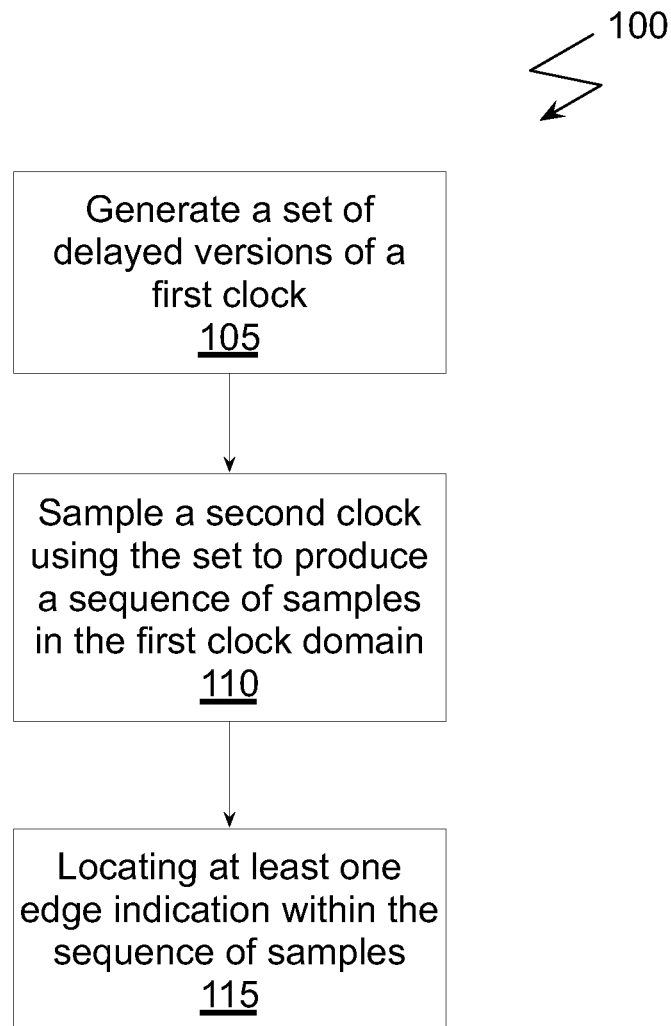 100
Generate a set of
delayed versions of a
first clock
105
Sample a second clock
using the set to produce
a sequence of samples
in the first clock domain
110
Locating at least one
edge indication within the
sequence of samples
115